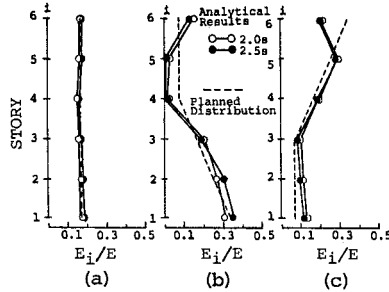 i i Analytical i
Results
2.0s
2.5s
Planned
Distribution
STORY
6 6 6
5 5 5
4 4 4
3 3 3
2 2 2
1 1 1
0.1 0.3 0.5 0.1 0.3 0.5 0.1 0.3 0.5
Ei/E Ei/E Ei/E
(a) (b) (c)